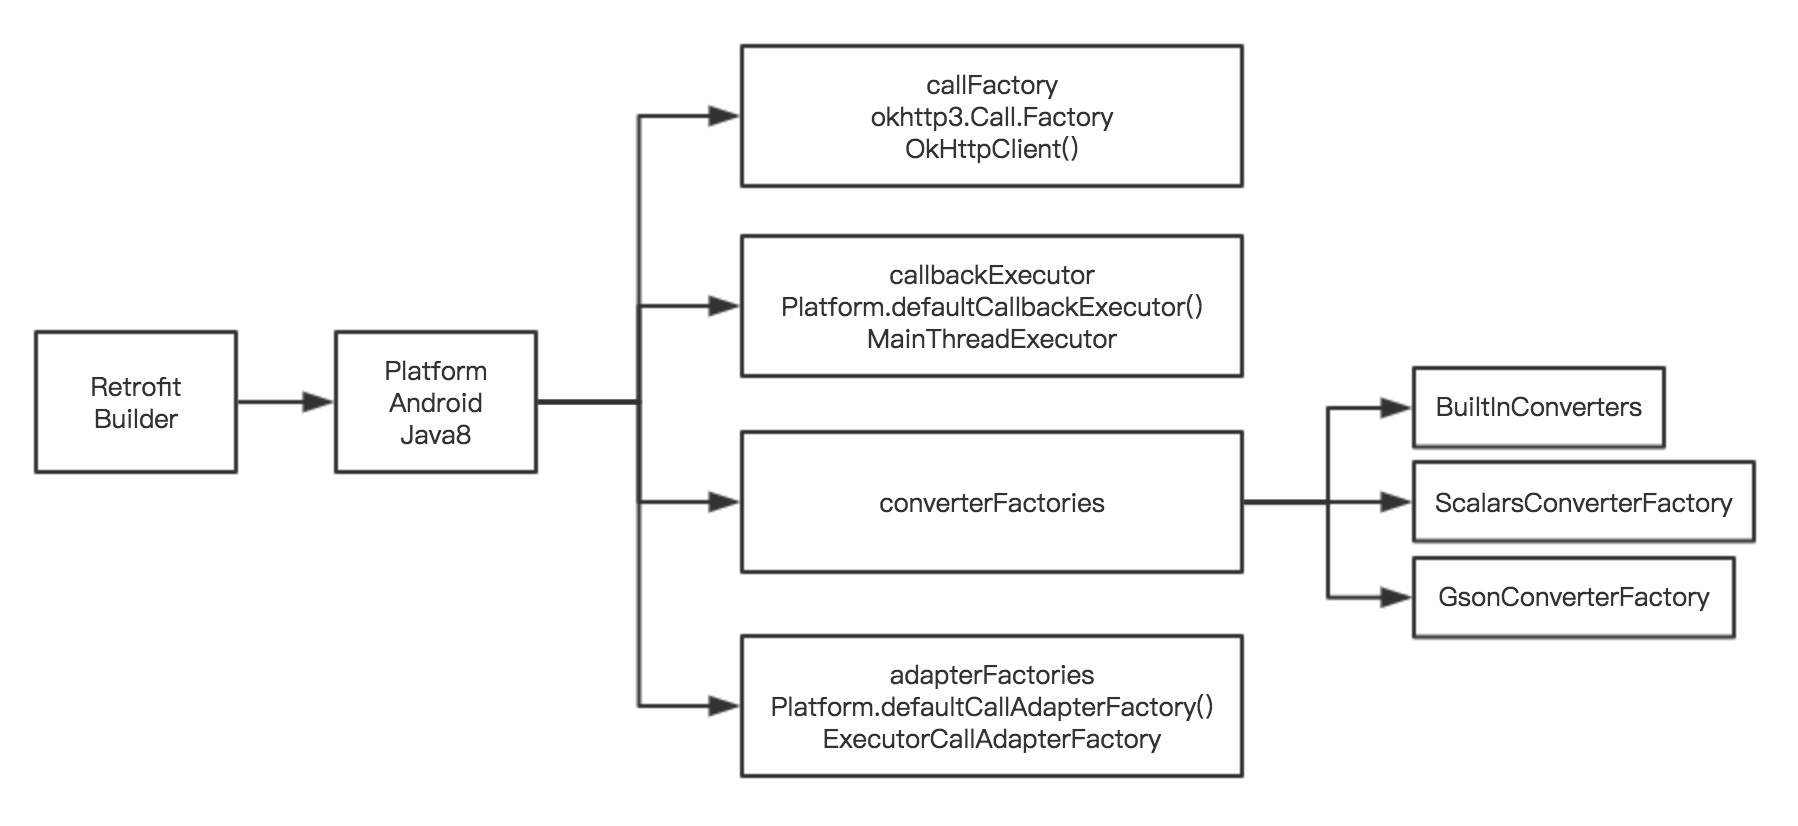 Retrofit
Builder
Platform
Android
Java8
callFactory
okhttp3.Call.Factory
OkHttpClient()
callbackExecutor
Platform.defaultCallbackExecutor()
MainThreadExecutor
converterFactories
adapterFactories
Platform.defaultCallAdapterFactory()
ExecutorCallAdapterFactory
BuiltInConverters
ScalarsConverterFactory
GsonConverterFactory